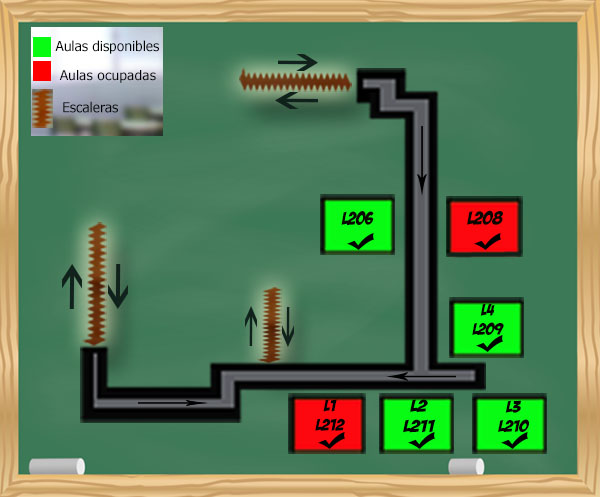 Aulas disponibles
Aulas ocupadas
Escaleras
L206
L208
L4
L209
L1
L212
L2
L211
L3
L210